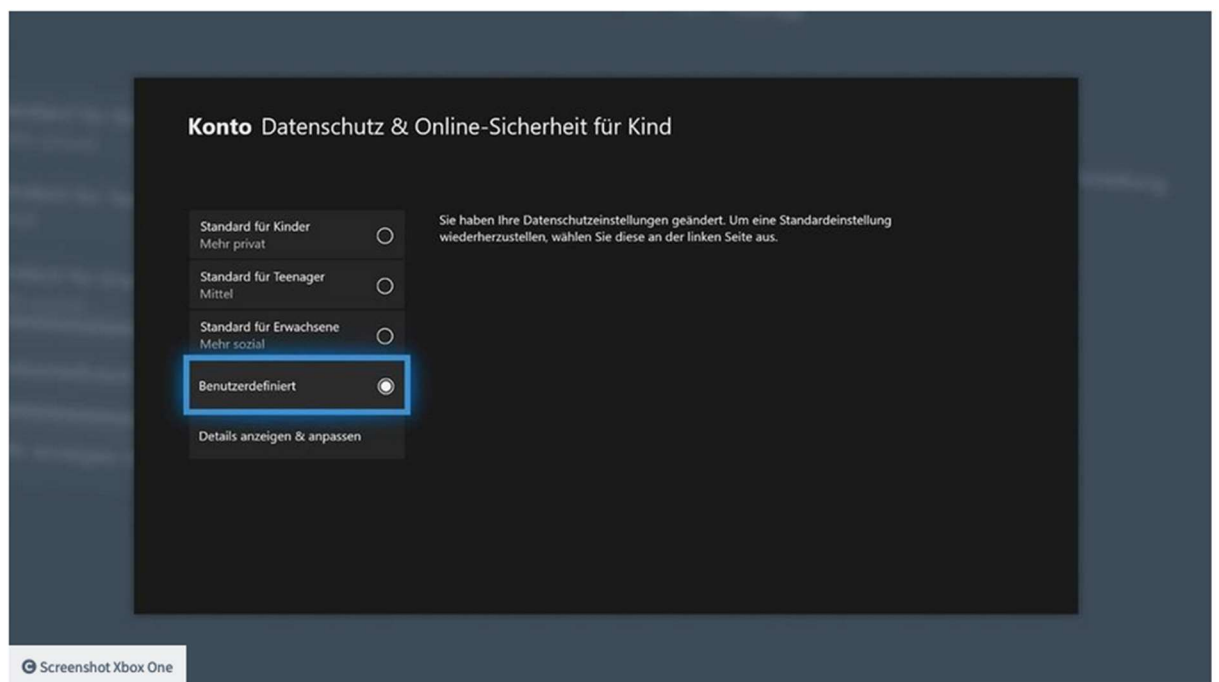 Konto Datenschutz & Online-Sicherheit für Kind
Standard für Kinder
Mehr privat
Standard für Teenager
Mittel
Standard für Erwachsene
Mehr sozial
Benutzerdefiniert
Details anzeigen & anpassen
Sie haben Ihre Datenschutzeinstellungen geändert. Um eine Standardeinstellung
wiederherzustellen, wählen Sie diese an der linken Seite aus.
Screenshot Xbox One